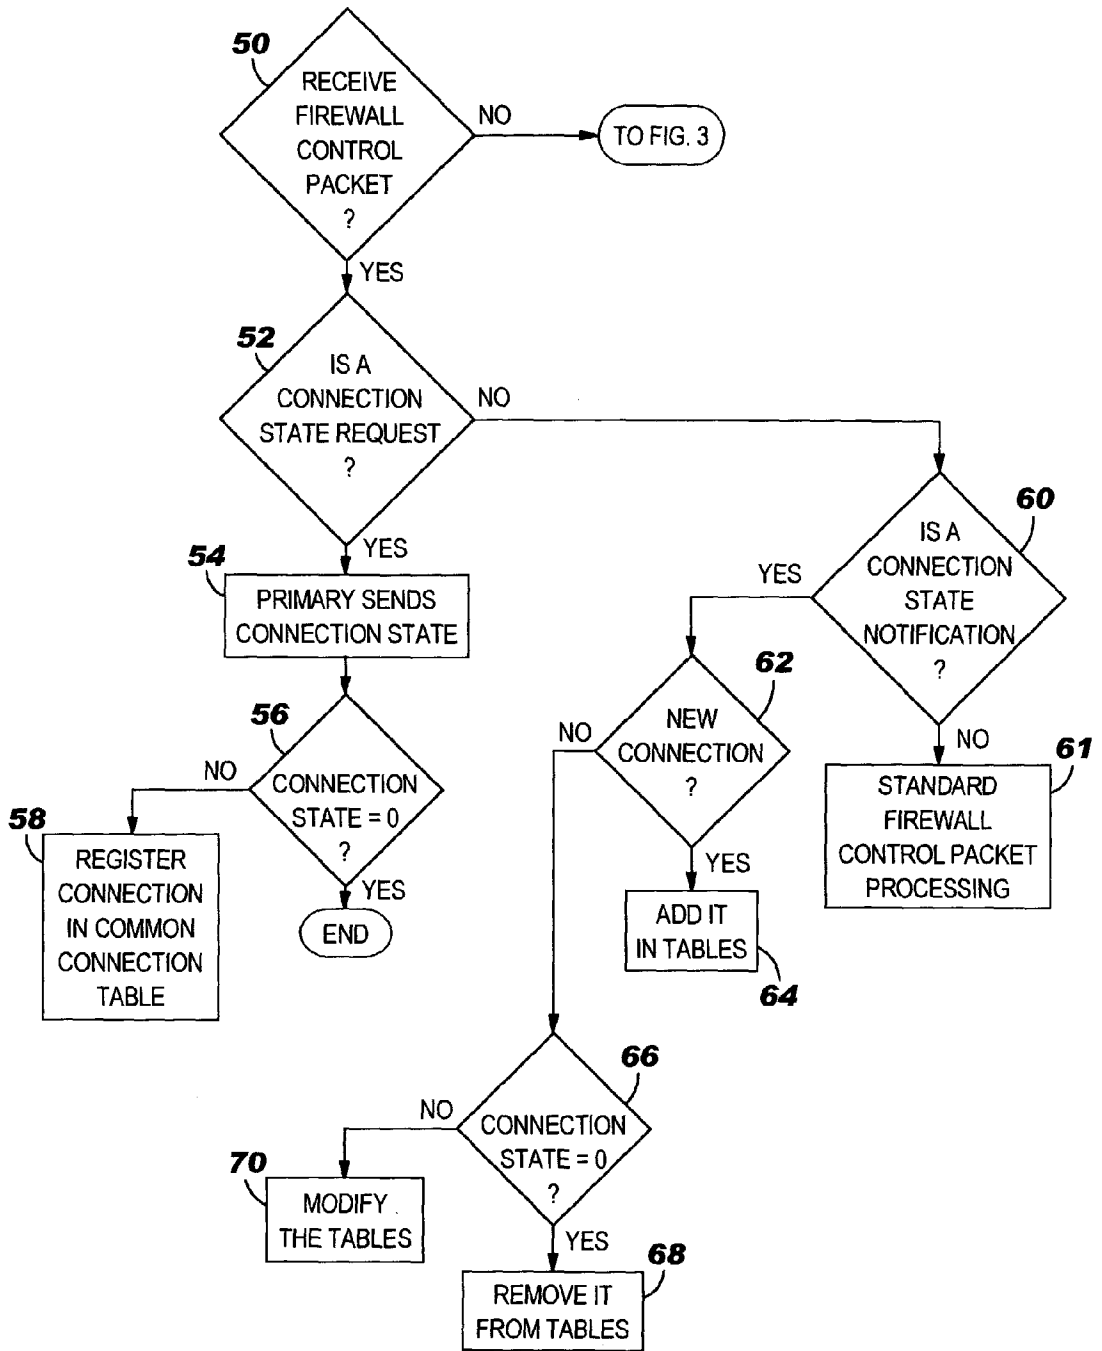 50
RECEIVE
FIREWALL
CONTROL
PACKET
?
NO
TO FIG. 3
YES
52
IS A
CONNECTION
STATE REQUEST
?
NO
YES
54
PRIMARY SENDS
CONNECTION STATE
56
CONNECTION
STATE = 0
?
NO
58
REGISTER
CONNECTION
IN COMMON
CONNECTION
TABLE
YES
END
60
IS A
CONNECTION
STATE
NOTIFICATION
?
YES
NO
61
STANDARD
FIREWALL
CONTROL PACKET
PROCESSING
62
NEW
CONNECTION
?
NO
YES
ADD IT
IN TABLES
64
66
CONNECTION
STATE = 0
?
NO
70
MODIFY
THE TABLES
YES
68
REMOVE IT
FROM TABLES